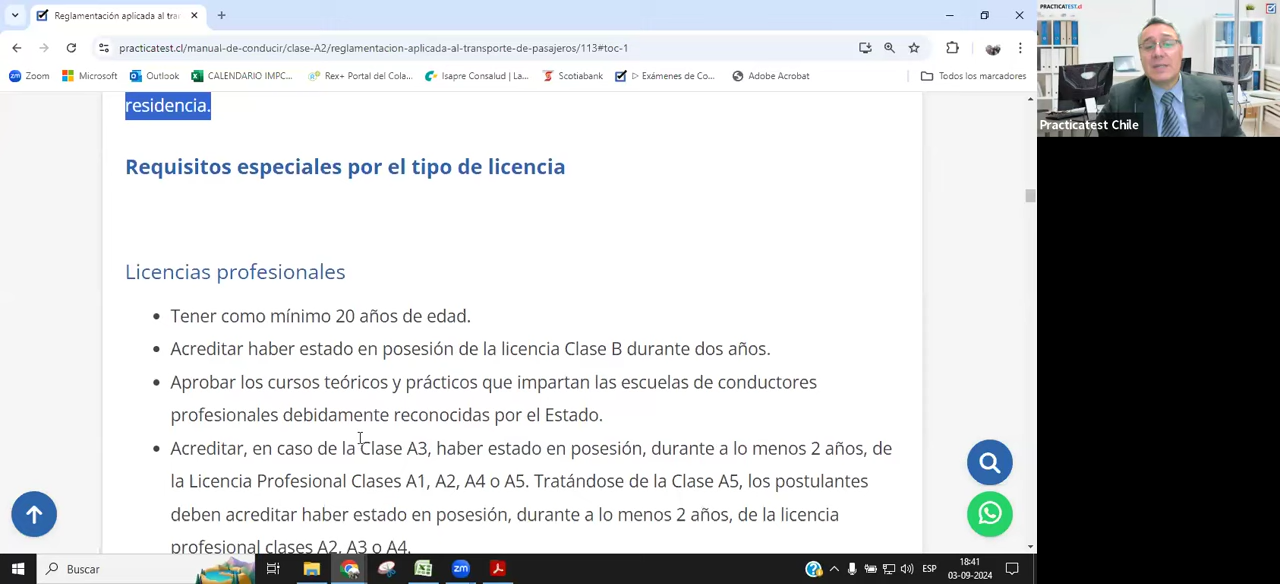 Reglamentación aplicada al tra
practicatest.cl/manual-de-conducir/clase-A2/reglamentacion-aplicada-al-transporte-de-pasajeros/113#toc-1
Zoom
Microsoft
Outlook
CALENDARIO IMPC...
Rex+ Portal del Cola...
Isapre Consalud | La...
Scotiabank
Exámenes de Co...
Adobe Acrobat
Todos los marcadores
residencia.
Requisitos especiales por el tipo de licencia
Licencias profesionales
Tener como mínimo 20 años de edad.
Acreditar haber estado en posesión de la licencia Clase B durante dos años.
Aprobar los cursos teóricos y prácticos que impartan las escuelas de conductores
profesionales debidamente reconocidas por el Estado.
Acreditar, en caso de la Clase A3, haber estado en posesión, durante a lo menos 2 años, de
la Licencia Profesional Clases A1, A2, A4 o A5. Tratándose de la Clase A5, los postulantes
deben acreditar haber estado en posesión, durante a lo menos 2 años, de la licencia
profesional clases A2, A3 o A4.
PRACTICATEST.cl
Practicatest Chile
Buscar
zm
ESP
18:41
03-09-2024